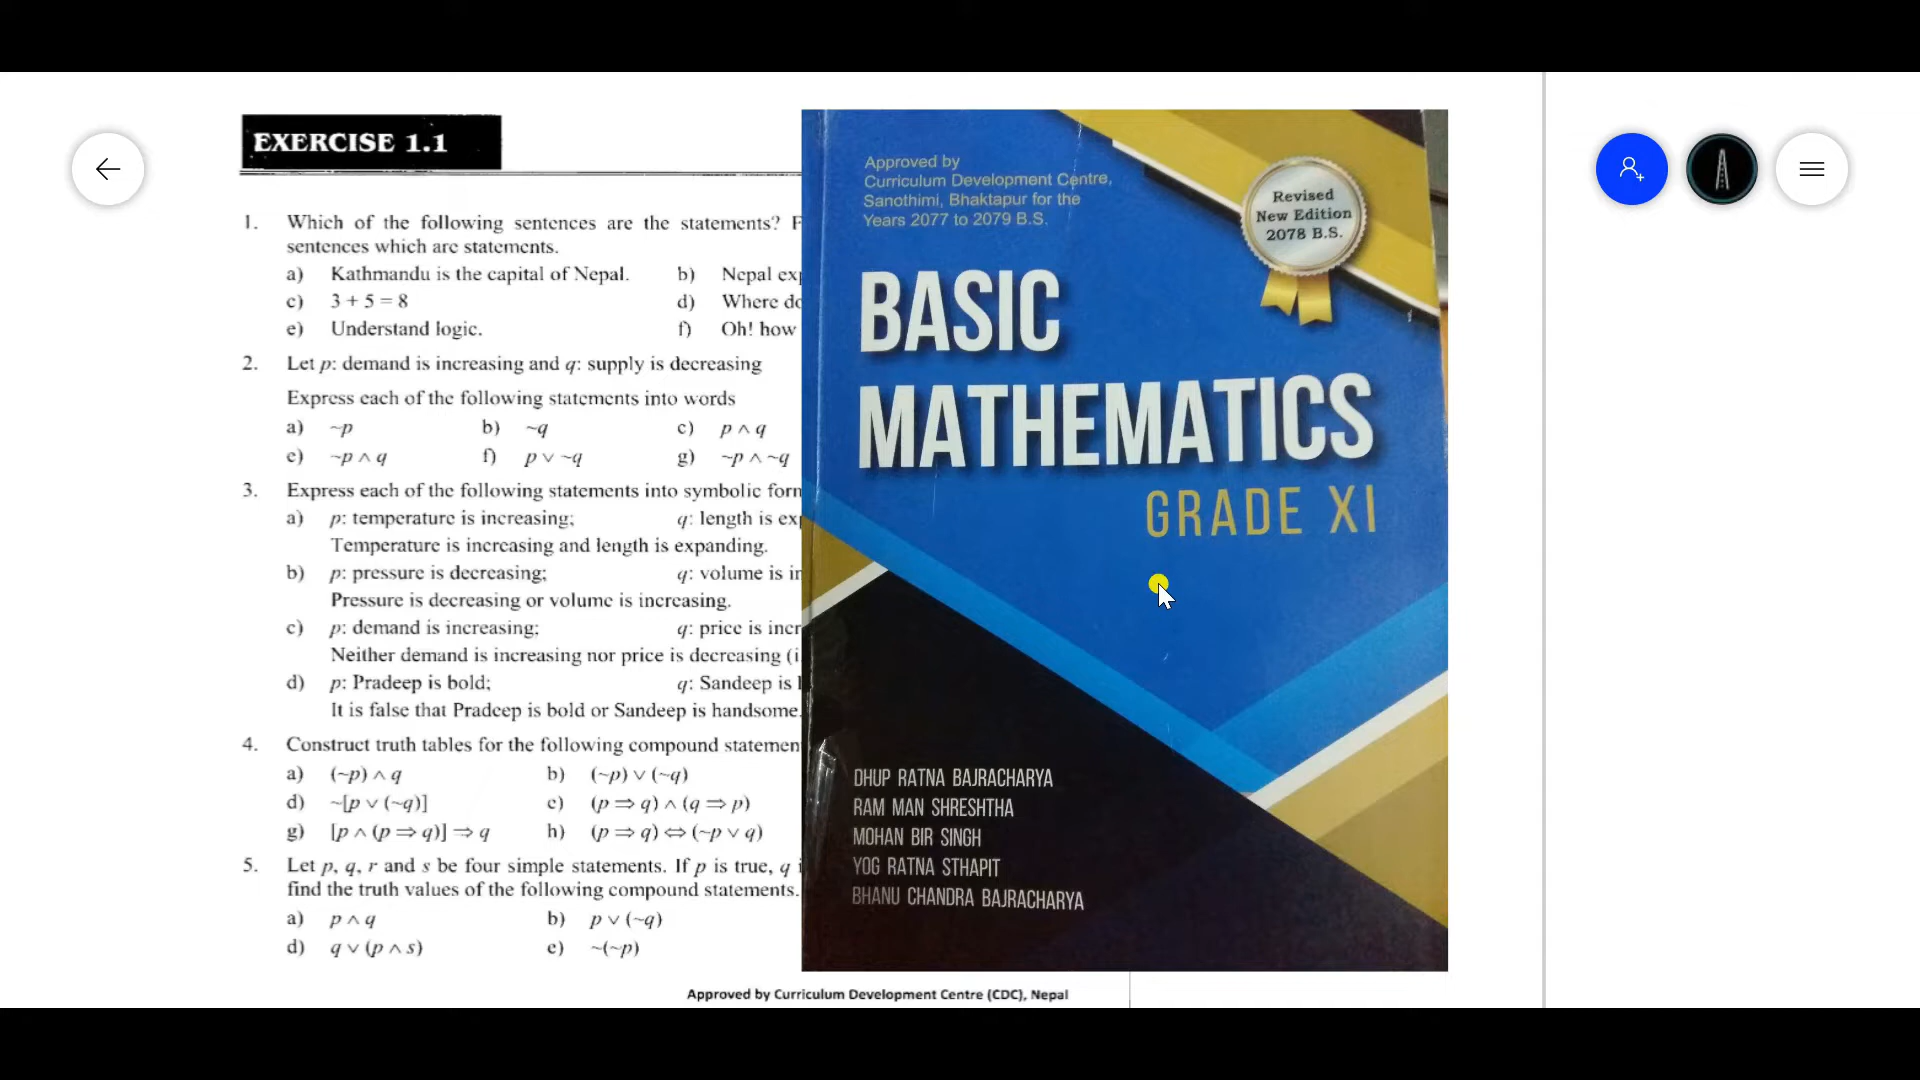 EXERCISE 1.1
1. Which of the following sentences are the statements? F
sentences which are statements.
a) Kathmandu is the capital of Nepal. b) Nepal exp
c) 3 + 5 = 8 d) Where do
e) Understand logic. f) Oh! how
2. Let p: demand is increasing and q: supply is decreasing
Express each of the following statements into words
a) ~p b) ~q c) p ∧ q
e) ~p ∧ q f) p ∨ ~q g) ~p ∧ ~q
3. Express each of the following statements into symbolic form
a) p: temperature is increasing; q: length is exp
Temperature is increasing and length is expanding.
b) p: pressure is decreasing; q: volume is in
Pressure is decreasing or volume is increasing.
c) p: demand is increasing; q: price is incr
Neither demand is increasing nor price is decreasing (i.
d) p: Pradeep is bold; q: Sandeep is
It is false that Pradeep is bold or Sandeep is handsome.
4. Construct truth tables for the following compound statemen
a) (~p) ∧ q b) (~p) ∨ (~q)
d) ~[p ∨ (~q)] e) (p ⇒ q) ∧ (q ⇒ p)
g) [p ∧ (p ⇒ q)] ⇒ q h) (p ⇒ q) ⇔ (~p ∨ q)
5. Let p, q, r and s be four simple statements. If p is true, q i
find the truth values of the following compound statements.
a) p ∧ q b) p ∨ (~q)
d) q ∨ (p ∧ s) e) ~(~p)
Approved by
Curriculum Development Centre,
Sanothimi, Bhaktapur for the
Years 2077 to 2079 B.S.
Revised
New Edition
2078 B.S.
BASIC
MATHEMATICS
GRADE XI
DHUP RATNA BAJRACHARYA
RAM MAN SHRESHTHA
MOHAN BIR SINGH
YOG RATNA STHAPIT
BHANU CHANDRA BAJRACHARYA
Approved by Curriculum Development Centre (CDC), Nepal